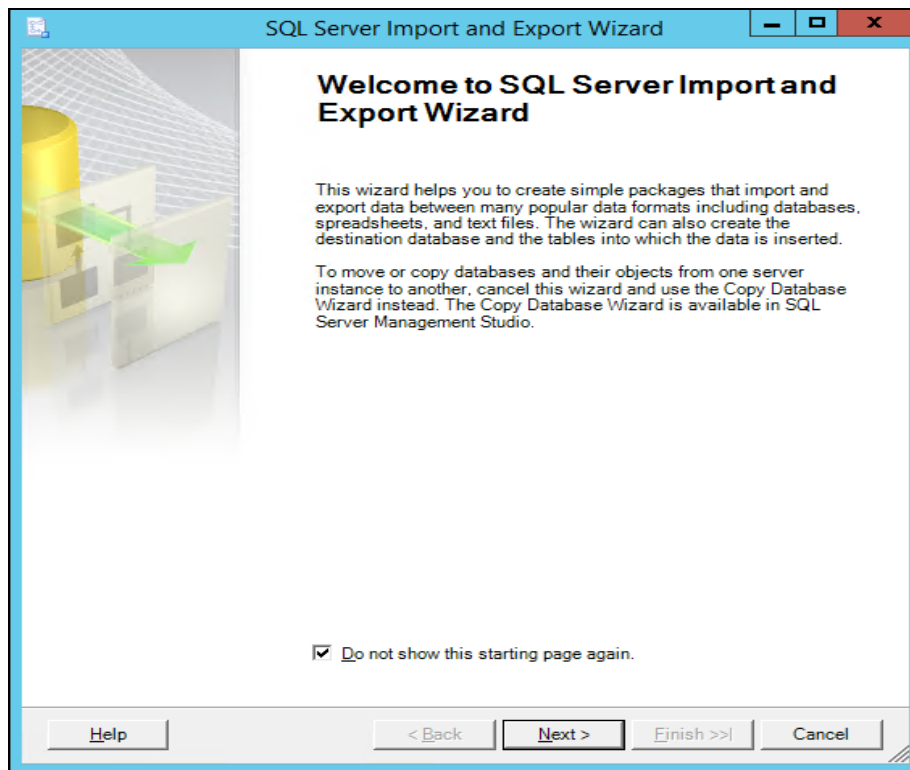 SQL Server Import and Export Wizard
Welcome to SQL Server Import and
Export Wizard
This wizard helps you to create simple packages that import and
export data between many popular data formats including databases,
spreadsheets, and text files. The wizard can also create the
destination database and the tables into which the data is inserted.
To move or copy databases and their objects from one server
instance to another, cancel this wizard and use the Copy Database
Wizard instead. The Copy Database Wizard is available in SQL
Server Management Studio.
Do not show this starting page again.
Help
< Back
Next >
Finish >>|
Cancel